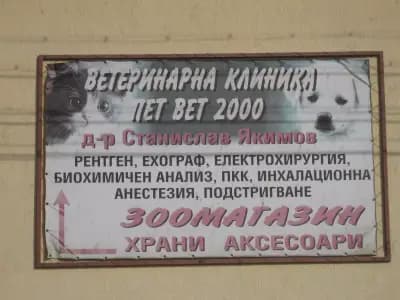 ВЕТЕРИНАРНА КЛИНИКА
ПЕТ ВЕТ 2000
д-р Станислав Якимов
РЕНТГЕН, ЕХОГРАФ, ЕЛЕКТРОХИРУРГИЯ,
БИОХИМИЧЕН АНАЛИЗ, ПКК, ИНХАЛАЦИОННА
АНЕСТЕЗИЯ, ПОДСТРИГВАНЕ
ЗООМАГАЗИН
ХРАНИ АКСЕСОАРИ